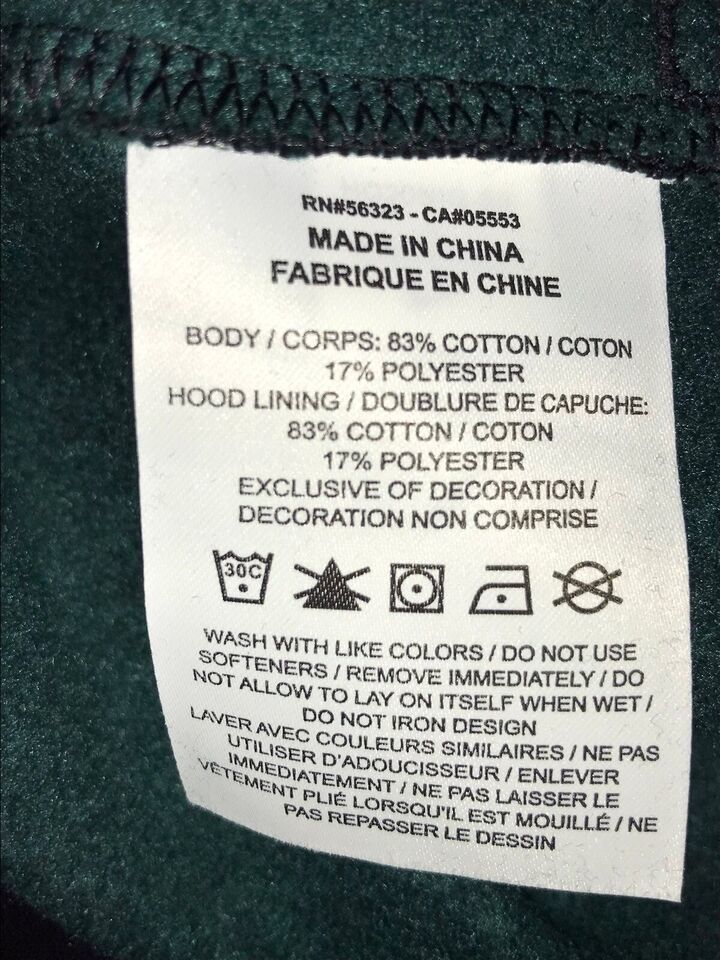 RN#56323 - CA#05553
MADE IN CHINA
FABRIQUE EN CHINE
BODY / CORPS: 83% COTTON / COTON
17% POLYESTER
HOOD LINING / DOUBLURE DE CAPUCHE:
83% COTTON / COTON
17% POLYESTER
EXCLUSIVE OF DECORATION /
DECORATION NON COMPRISE
30C
WASH WITH LIKE COLORS / DO NOT USE
SOFTENERS / REMOVE IMMEDIATELY / DO
NOT ALLOW TO LAY ON ITSELF WHEN WET /
DO NOT IRON DESIGN
LAVER AVEC COULEURS SIMILAIRES / NE PAS
UTILISER D'ADOUCISSEUR / ENLEVER
IMMEDIATEMENT / NE PAS LAISSER LE
VÊTEMENT PLIÉ LORSQU'IL EST MOUILLÉ / NE
PAS REPASSER LE DESSIN